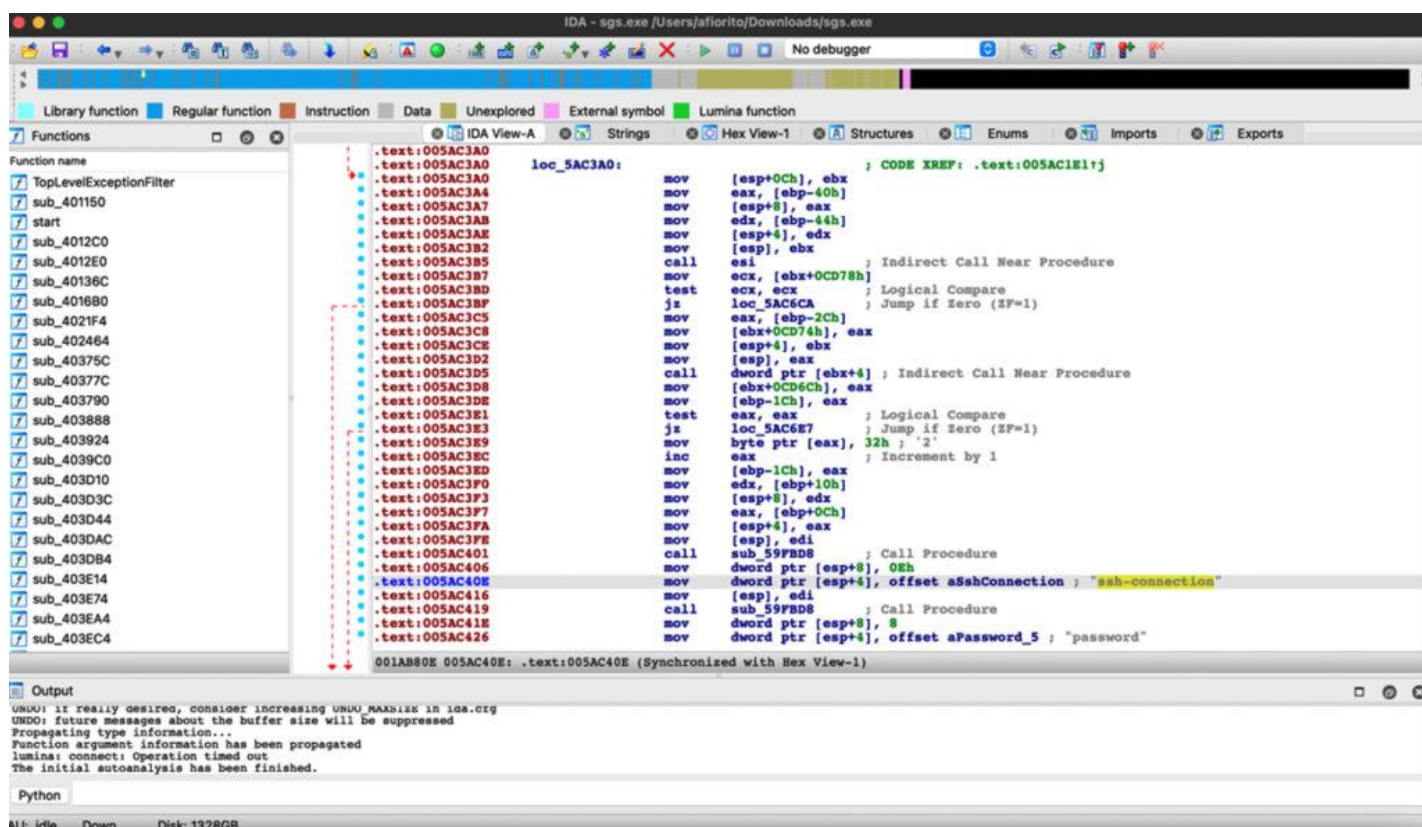 IDA - sgs.exe /Users/afiorito/Downloads/sgs.exe
No debugger
Library function Regular function Instruction Data Unexplored External symbol Lumina function
Functions
IDA View-A Strings Hex View-1 Structures Enums Imports Exports
Function name
TopLevelExceptionFilter
sub_401150
start
sub_4012C0
sub_4012E0
sub_40136C
sub_4016B0
sub_4021F4
sub_402464
sub_40375C
sub_40377C
sub_403790
sub_403888
sub_403924
sub_4039C0
sub_403D10
sub_403D3C
sub_403D44
sub_403DAC
sub_403DB4
sub_403E14
sub_403E74
sub_403EA4
sub_403EC4
.text:005AC3A0
.text:005AC3A0 loc_5AC3A0: ; CODE XREF: .text:005AC1E1↑j
.text:005AC3A0 mov [esp+0Ch], ebx
.text:005AC3A4 mov eax, [ebp-40h]
.text:005AC3A7 mov [esp+8], eax
.text:005AC3AB mov edx, [ebp-44h]
.text:005AC3AE mov [esp+4], edx
.text:005AC3B2 mov [esp], ebx
.text:005AC3B5 call esi ; Indirect Call Near Procedure
.text:005AC3B7 mov ecx, [ebx+0CD78h]
.text:005AC3BD test ecx, ecx ; Logical Compare
.text:005AC3BF jz loc_5AC6CA ; Jump if Zero (ZF=1)
.text:005AC3C5 mov eax, [ebp-2Ch]
.text:005AC3C8 mov [ebx+0CD74h], eax
.text:005AC3CE mov [esp+4], ebx
.text:005AC3D2 mov [esp], eax
.text:005AC3D5 call dword ptr [ebx+4] ; Indirect Call Near Procedure
.text:005AC3D8 mov [ebx+0CD6Ch], eax
.text:005AC3DE mov [ebp-1Ch], eax
.text:005AC3E1 test eax, eax ; Logical Compare
.text:005AC3E3 jz loc_5AC6E7 ; Jump if Zero (ZF=1)
.text:005AC3E9 mov byte ptr [eax], 32h ; '2'
.text:005AC3EC inc eax ; Increment by 1
.text:005AC3ED mov [ebp-1Ch], eax
.text:005AC3F0 mov edx, [ebp+10h]
.text:005AC3F3 mov [esp+8], edx
.text:005AC3F7 mov eax, [ebp+0Ch]
.text:005AC3FA mov [esp+4], eax
.text:005AC3FE mov [esp], edi
.text:005AC401 call sub_59FBD8 ; Call Procedure
.text:005AC406 mov dword ptr [esp+8], 0Eh
.text:005AC40E mov dword ptr [esp+4], offset aSshConnection ; "ssh-connection"
.text:005AC416 mov [esp], edi
.text:005AC419 call sub_59FBD8 ; Call Procedure
.text:005AC41E mov dword ptr [esp+8], 8
.text:005AC426 mov dword ptr [esp+4], offset aPassword_5 ; "password"
001AB80E 005AC40E: .text:005AC40E (Synchronized with Hex View-1)
Output
UNDO: if really desired, consider increasing UNDO_MAXSIZE in ida.cfg
UNDO: future messages about the buffer size will be suppressed
Propagating type information...
Function argument information has been propagated
lumina: connect: Operation timed out
The initial autoanalysis has been finished.
Python
AU: idle Down Disk: 1328GB